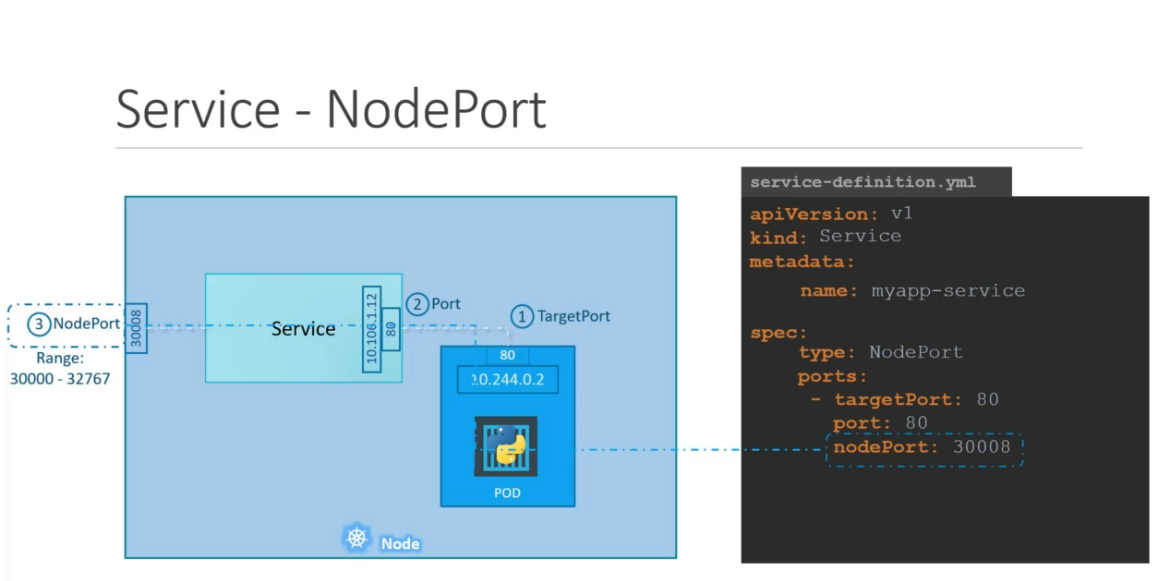 Service - NodePort
3 NodePort
Range:
30000 - 32767
30008
Service
10.106.1.12
80
2 Port
1 TargetPort
80
10.244.0.2
POD
Node
service-definition.yml
apiVersion: v1
kind: Service
metadata:
name: myapp-service
spec:
type: NodePort
ports:
- targetPort: 80
port: 80
nodePort: 30008